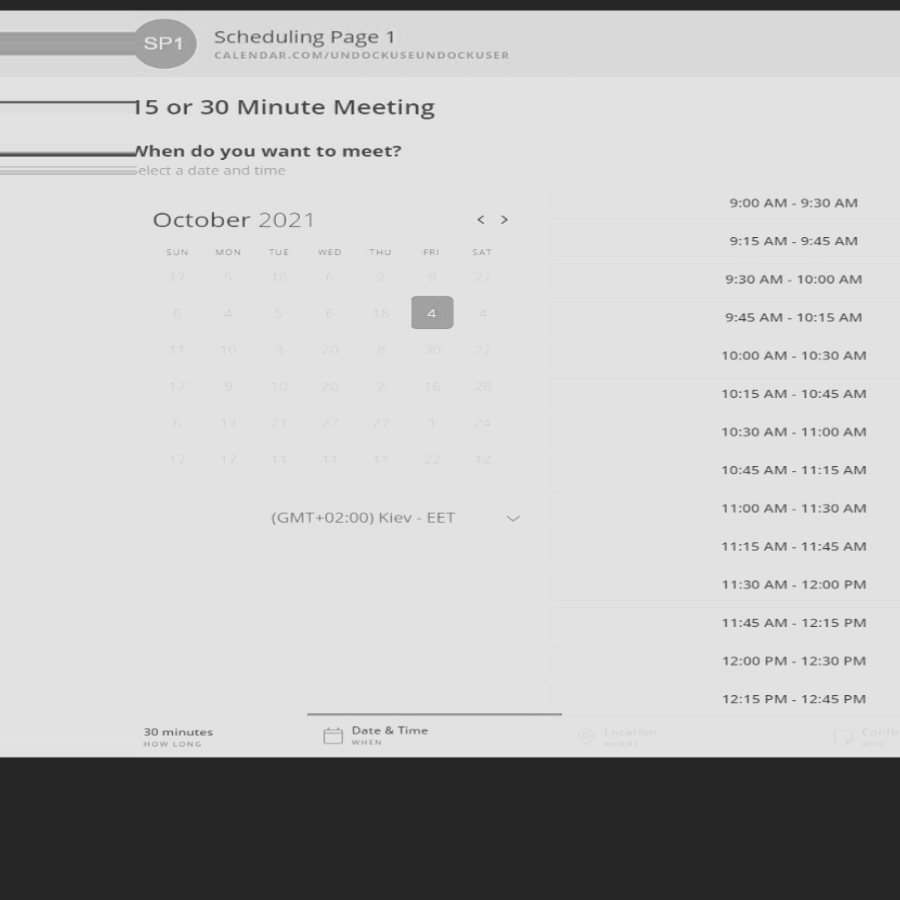 SP1
Scheduling Page 1
CALENDAR.COM/UNDOCKUSEUNDOCKUSER
15 or 30 Minute Meeting
When do you want to meet?
elect a date and time
October 2021
< >
SUN MON TUE WED THU FRI SAT
17 5 18 6 2 9 27
6 4 5 6 18 4 4
11 10 3 20 8 30 22
17 9 10 20 2 16 28
6 13 21 27 27 1 24
17 17 11 11 11 22 12
(GMT+02:00) Kiev - EET
9:00 AM - 9:30 AM
9:15 AM - 9:45 AM
9:30 AM - 10:00 AM
9:45 AM - 10:15 AM
10:00 AM - 10:30 AM
10:15 AM - 10:45 AM
10:30 AM - 11:00 AM
10:45 AM - 11:15 AM
11:00 AM - 11:30 AM
11:15 AM - 11:45 AM
11:30 AM - 12:00 PM
11:45 AM - 12:15 PM
12:00 PM - 12:30 PM
12:15 PM - 12:45 PM
30 minutes
HOW LONG
Date & Time
WHEN
Location
WHERE
Confir
WHO